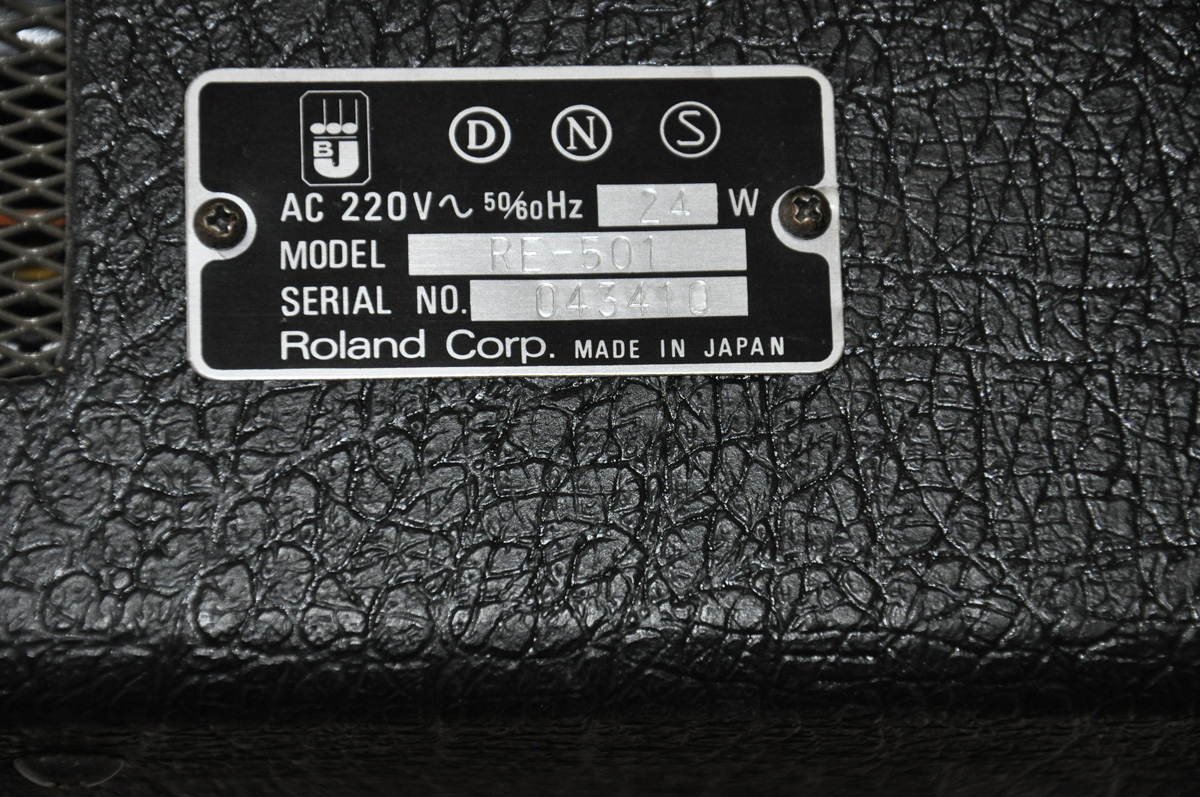 BJ D N S
AC 220V~ 50/60Hz 24 W
MODEL RE-501
SERIAL NO. 043410
Roland Corp. MADE IN JAPAN